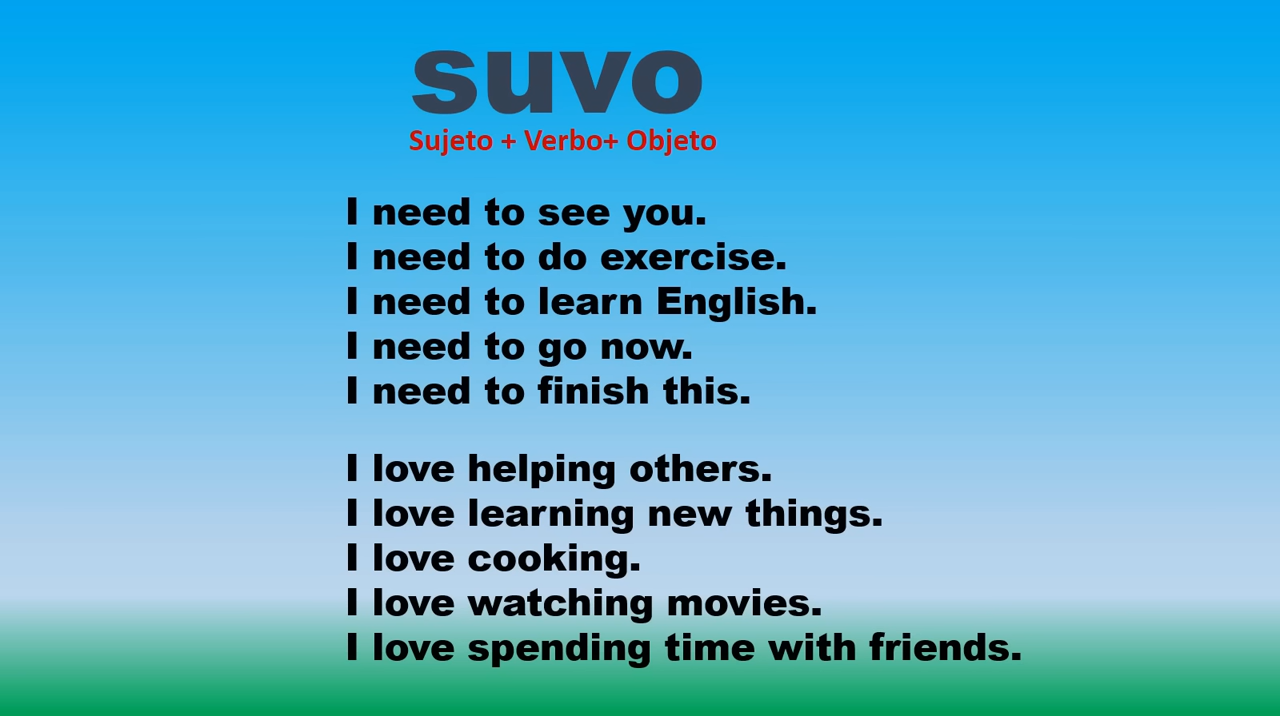 suvo
Sujeto + Verbo+ Objeto
I need to see you.
I need to do exercise.
I need to learn English.
I need to go now.
I need to finish this.
I love helping others.
I love learning new things.
I love cooking.
I love watching movies.
I love spending time with friends.